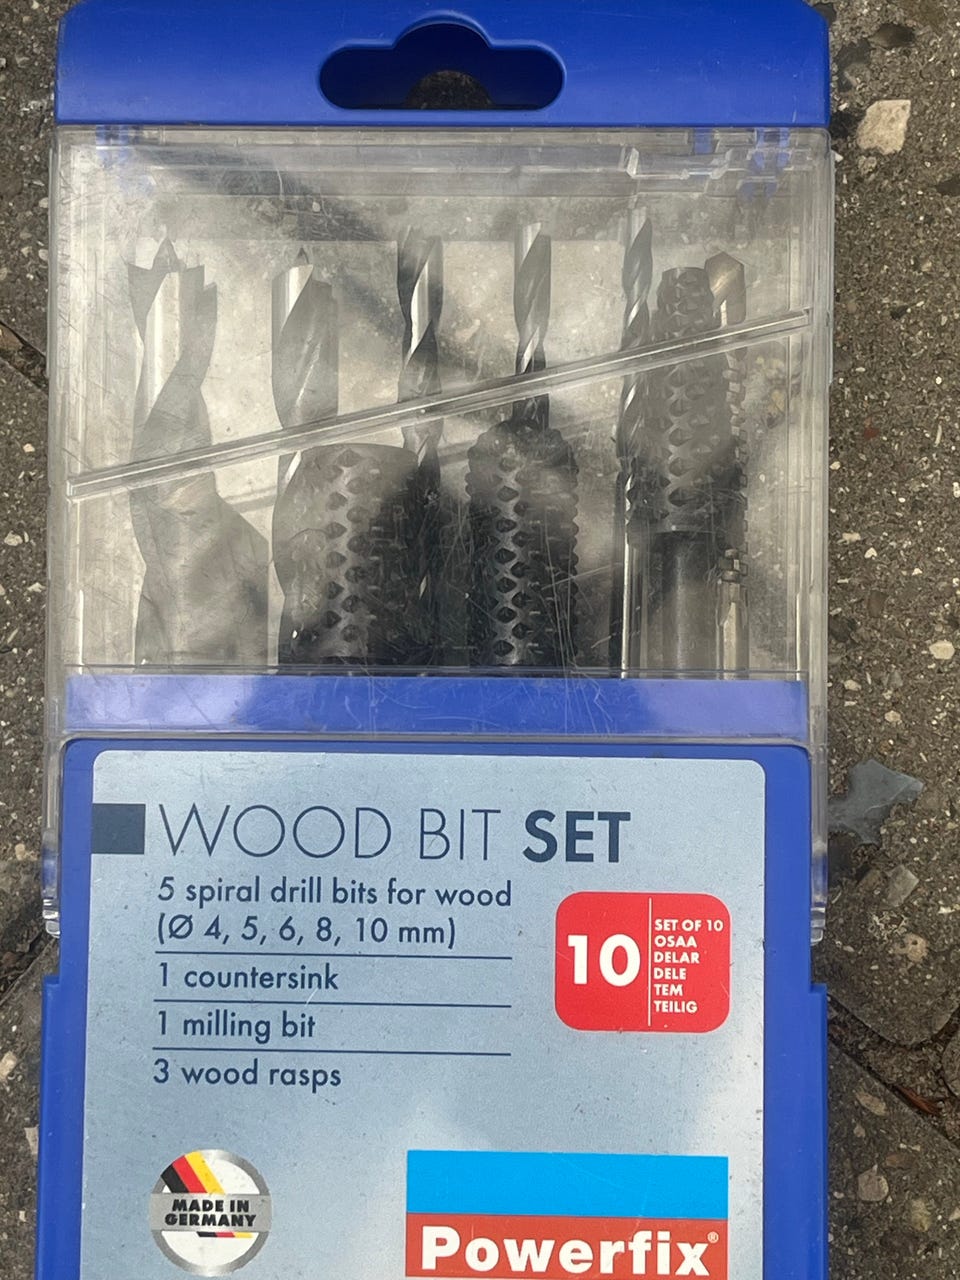 WOOD BIT SET
5 spiral drill bits for wood
(Ø 4, 5, 6, 8, 10 mm)
1 countersink
1 milling bit
3 wood rasps
10
SET OF 10
OSAA
DELAR
DELE
TEM
TEILIG
MADE IN
GERMANY
Powerfix®